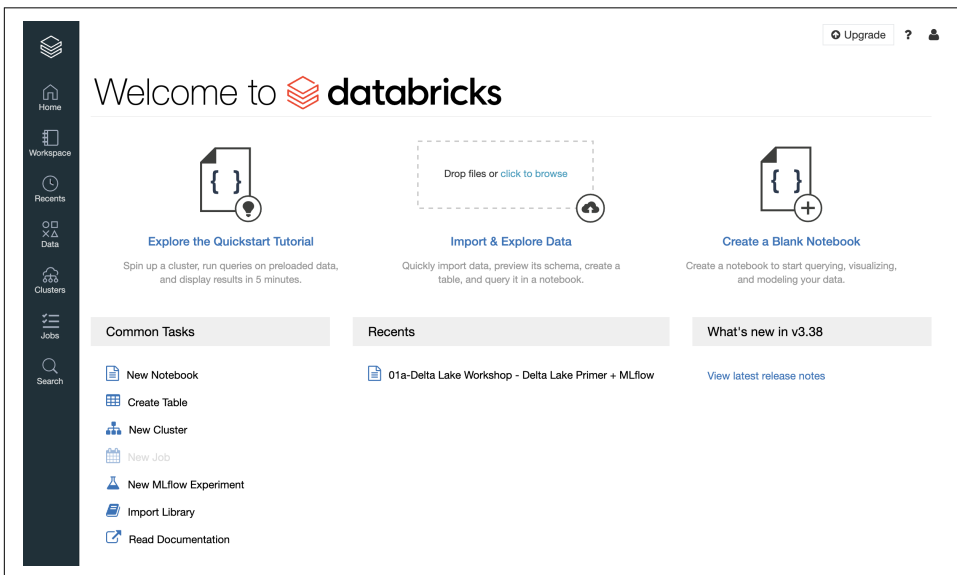 Upgrade ?
Home
Workspace
Recents
Data
Clusters
Jobs
Search
Welcome to databricks
{ }
Explore the Quickstart Tutorial
Spin up a cluster, run queries on preloaded data,
and display results in 5 minutes.
Drop files or click to browse
Import & Explore Data
Quickly import data, preview its schema, create a
table, and query it in a notebook.
{ }
Create a Blank Notebook
Create a notebook to start querying, visualizing,
and modeling your data.
Common Tasks
New Notebook
Create Table
New Cluster
New Job
New MLflow Experiment
Import Library
Read Documentation
Recents
01a-Delta Lake Workshop - Delta Lake Primer + MLflow
What's new in v3.38
View latest release notes